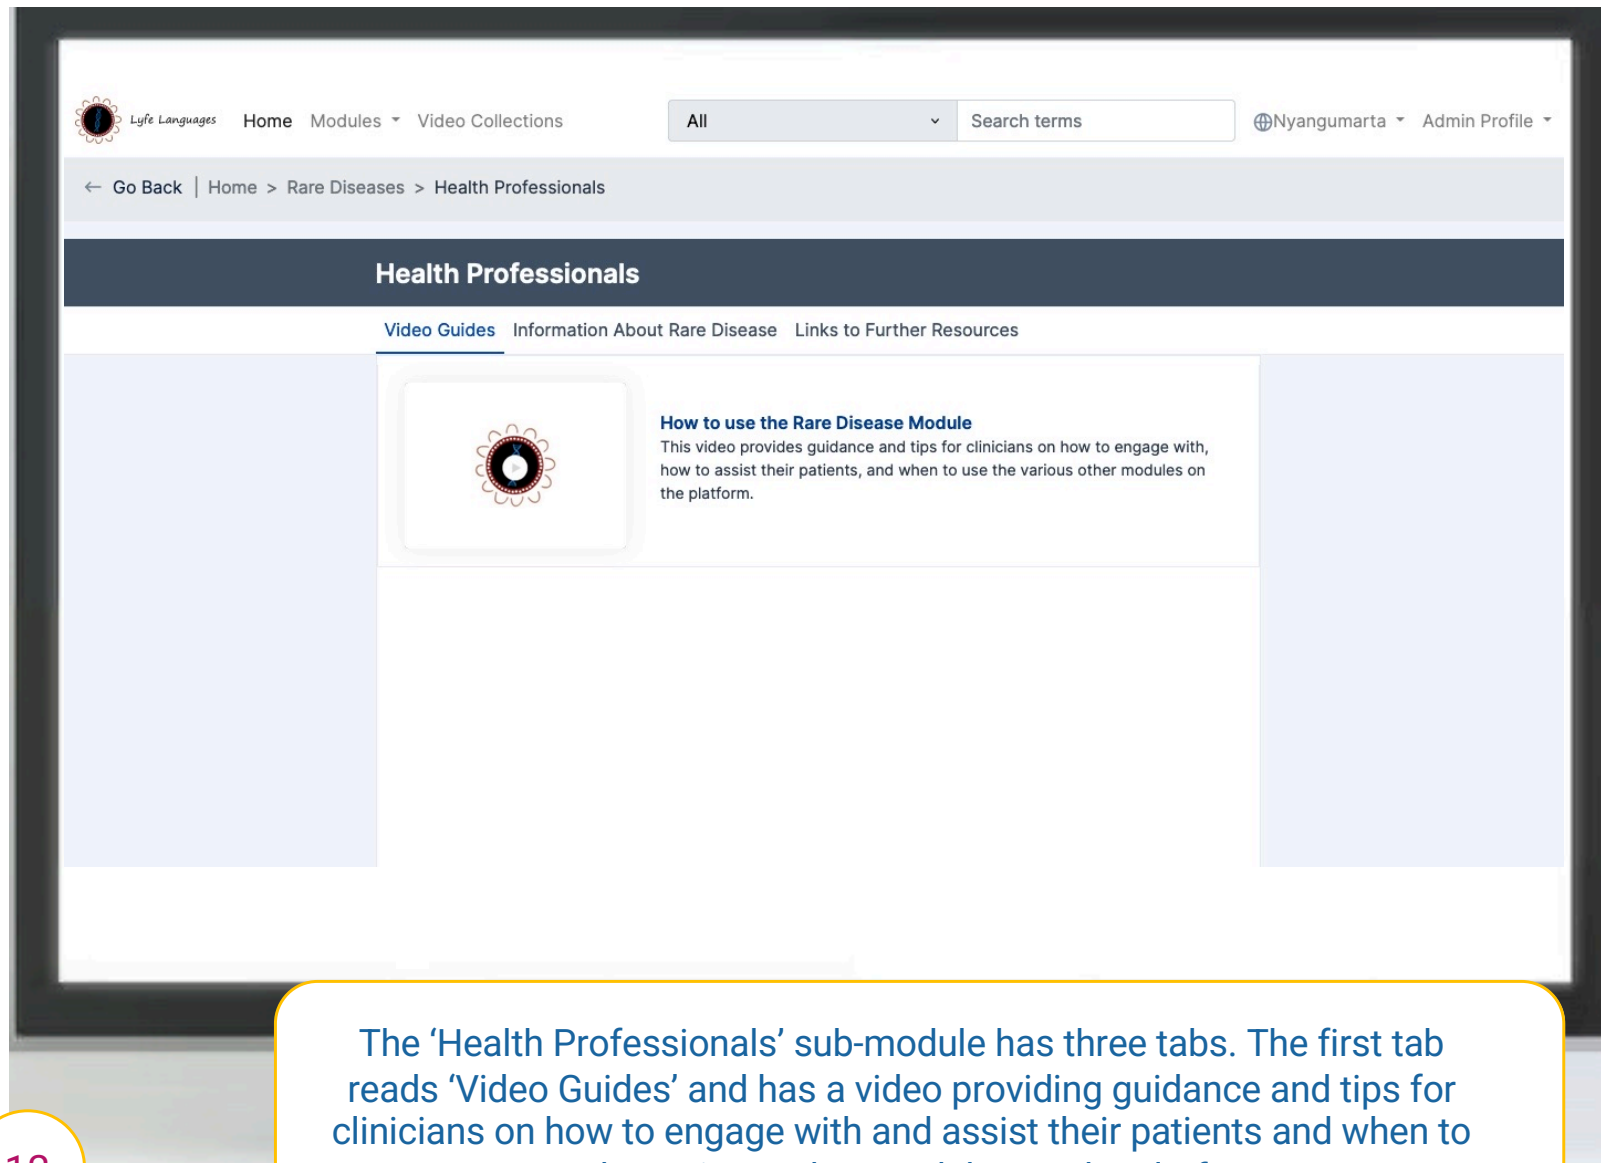 Lyfe Languages Home Modules Video Collections All Search terms Nyangumarta Admin Profile
← Go Back | Home > Rare Diseases > Health Professionals
Health Professionals
Video Guides Information About Rare Disease Links to Further Resources
How to use the Rare Disease Module
This video provides guidance and tips for clinicians on how to engage with,
how to assist their patients, and when to use the various other modules on
the platform.
The ‘Health Professionals’ sub-module has three tabs. The first tab
reads ‘Video Guides’ and has a video providing guidance and tips for
clinicians on how to engage with and assist their patients and when to